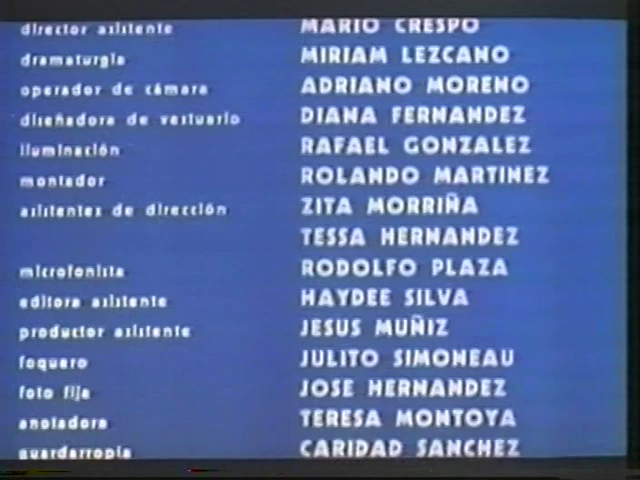 director asistente MARIO CRESPO
dramaturgia MIRIAM LEZCANO
operador de cámara ADRIANO MORENO
diseñadora de vestuario DIANA FERNANDEZ
iluminación RAFAEL GONZALEZ
montador ROLANDO MARTINEZ
asistentes de dirección ZITA MORRIÑA
TESSA HERNANDEZ
microfonista RODOLFO PLAZA
editora asistente HAYDEE SILVA
productor asistente JESUS MUÑIZ
foquero JULITO SIMONEAU
foto fija JOSE HERNANDEZ
anotadora TERESA MONTOYA
guardarropía CARIDAD SANCHEZ